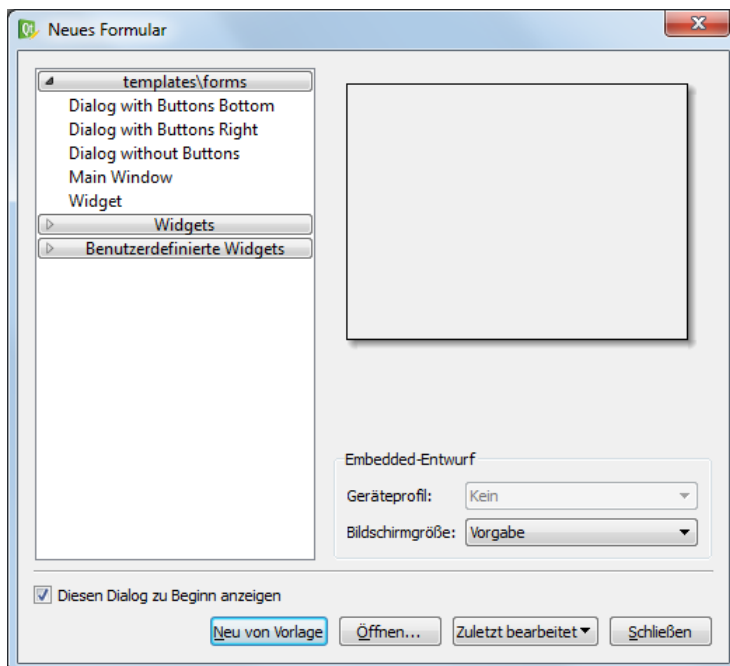 Neues Formular
templates\forms
Dialog with Buttons Bottom
Dialog with Buttons Right
Dialog without Buttons
Main Window
Widget
Widgets
Benutzerdefinierte Widgets
Embedded-Entwurf
Geräteprofil: Kein
Bildschirmgröße: Vorgabe
Diesen Dialog zu Beginn anzeigen
Neu von Vorlage Öffnen... Zuletzt bearbeitet Schließen